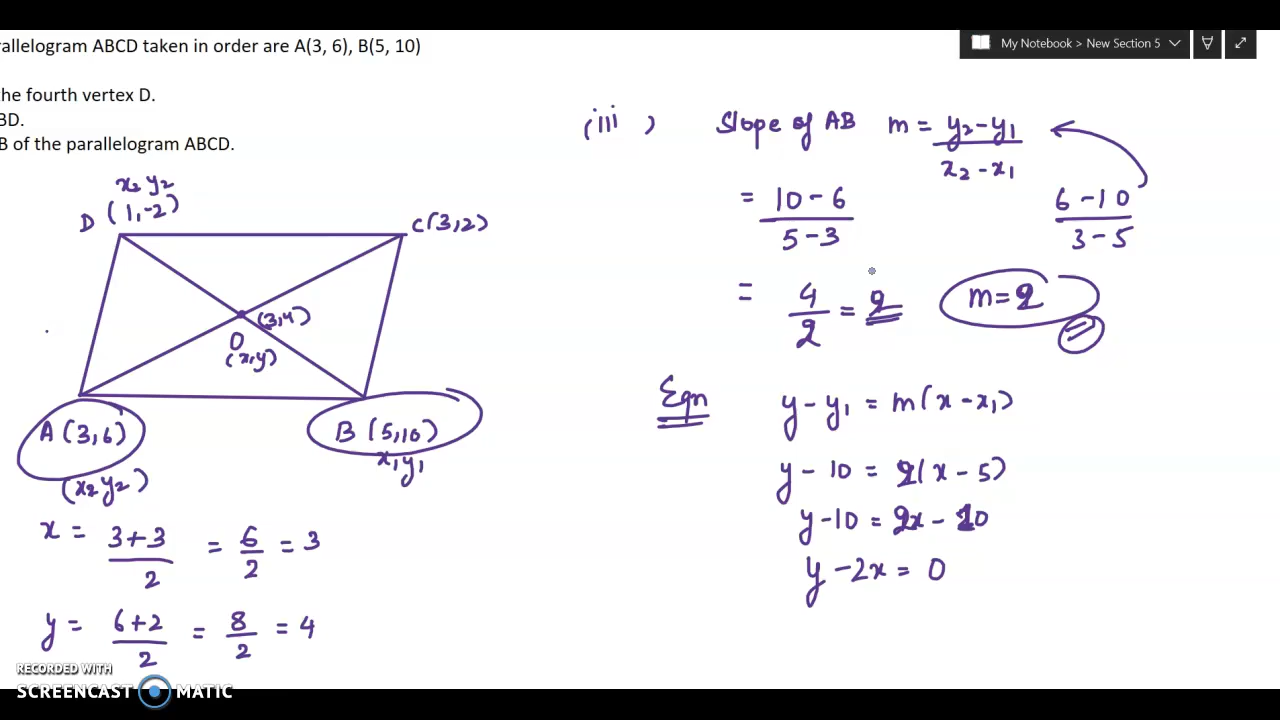 rallelogram ABCD taken in order are A(3, 6), B(5, 10)
the fourth vertex D.
BD.
B of the parallelogram ABCD.
My Notebook > New Section 5
x2 y2
D (1,-2)
C(3,2)
(3,4)
O
(x,y)
A (3,6)
(x2 y2)
B (5,10)
x1 y1
x = 3+3/2 = 6/2 = 3
y = 6+2/2 = 8/2 = 4
(iii) Slope of AB m = y2-y1/x2-x1
= 10-6/5-3
6-10/3-5
= 4/2 = 2
m=2
Eqn y-y1 = m(x-x1)
y-10 = 2(x-5)
y-10 = 2x-10
y-2x = 0
RECORDED WITH
SCREENCAST MATIC